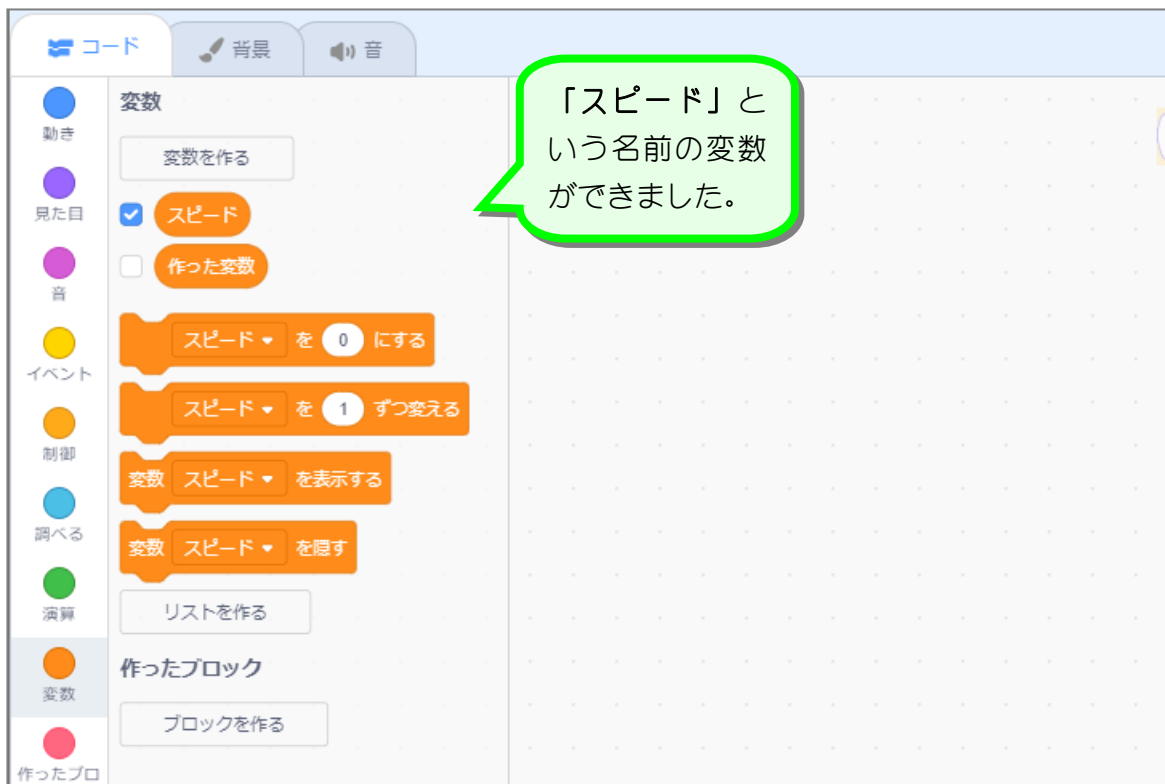 コード
背景
音
動き
見た目
音
イベント
制御
調べる
演算
変数
作ったブロ
変数
変数を作る
スピード
作った変数
スピード を 0 にする
スピード を 1 ずつ変える
変数 スピード を表示する
変数 スピード を隠す
リストを作る
作ったブロック
ブロックを作る
「スピード」と
いう名前の変数
ができました。